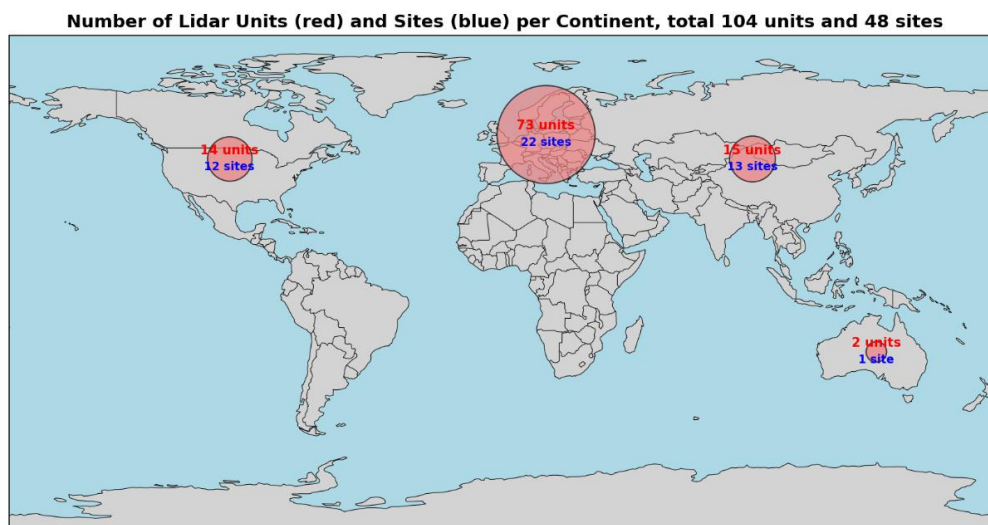 Number of Lidar Units (red) and Sites (blue) per Continent, total 104 units and 48 sites
73 units
22 sites
14 units
12 sites
15 units
13 sites
2 units
1 site